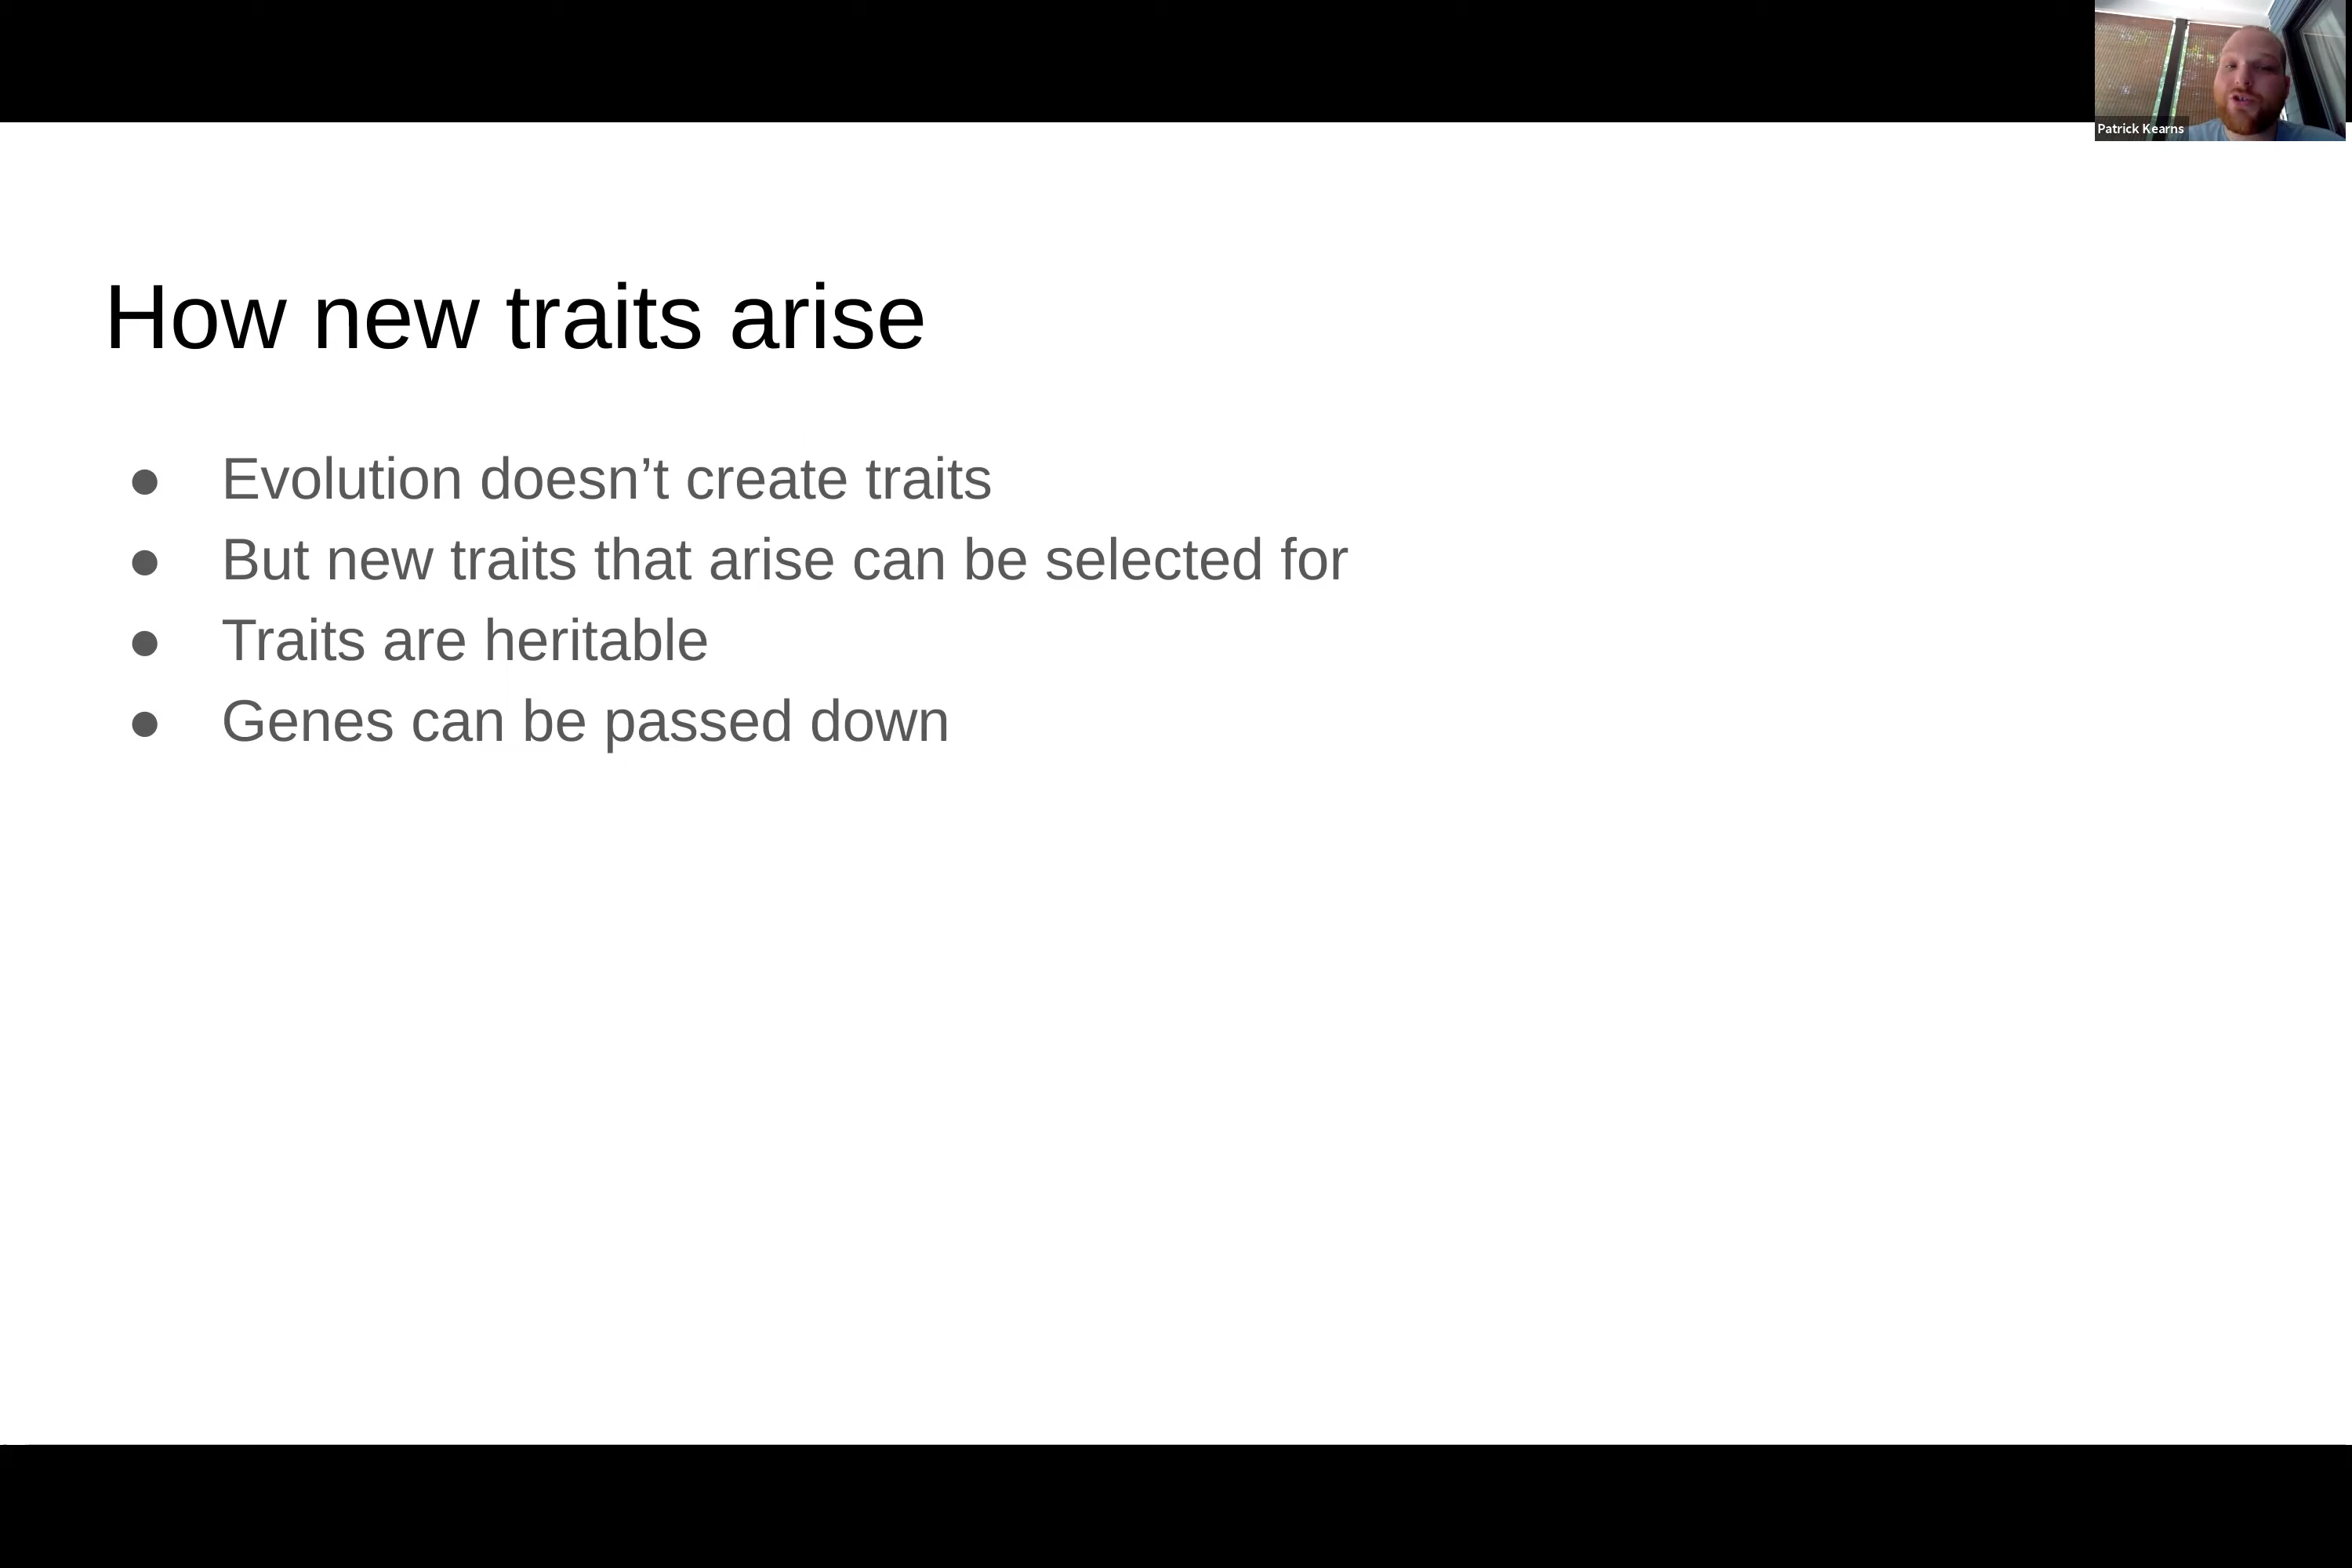 Patrick Kearns
How new traits arise
● Evolution doesn’t create traits
● But new traits that arise can be selected for
● Traits are heritable
● Genes can be passed down